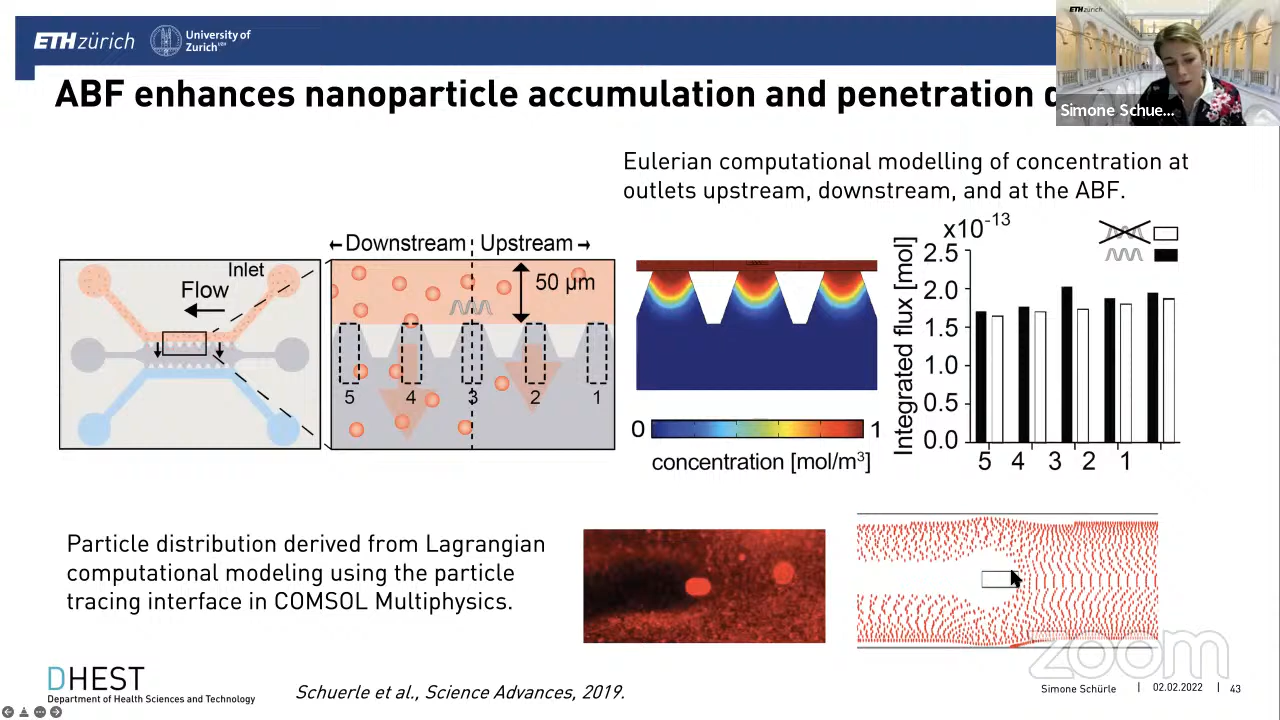 ETH zürich
University of
Zurich UZH
ETH zürich
Simone Schue...
ABF enhances nanoparticle accumulation and penetration
Eulerian computational modelling of concentration at
outlets upstream, downstream, and at the ABF.
Inlet
Flow
Downstream Upstream
50 µm
5 4 3 2 1
0 1
concentration [mol/m³]
Integrated flux [mol]
x10⁻¹³
2.5
2.0
1.5
1.0
0.5
0.0
5 4 3 2 1
Particle distribution derived from Lagrangian
computational modeling using the particle
tracing interface in COMSOL Multiphysics.
zoom
DHEST
Department of Health Sciences and Technology
Schuerle et al., Science Advances, 2019.
Simone Schürle | 02.02.2022 | 43